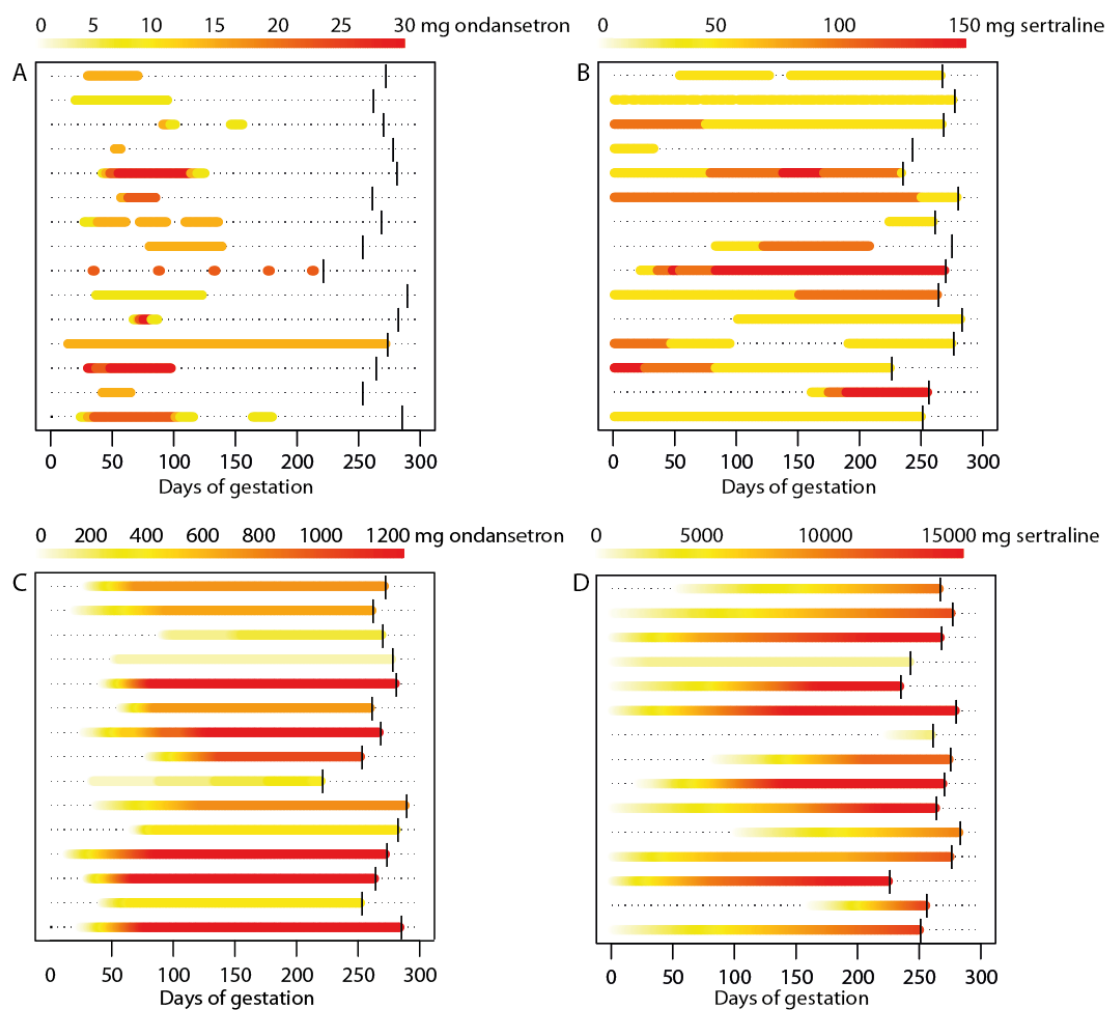 0 5 10 15 20 25 30 mg ondansetron
0 50 100 150 mg sertraline
A
B
0 50 100 150 200 250 300
0 50 100 150 200 250 300
Days of gestation
Days of gestation
0 200 400 600 800 1000 1200 mg ondansetron
0 5000 10000 15000 mg sertraline
C
D
0 50 100 150 200 250 300
0 50 100 150 200 250 300
Days of gestation
Days of gestation